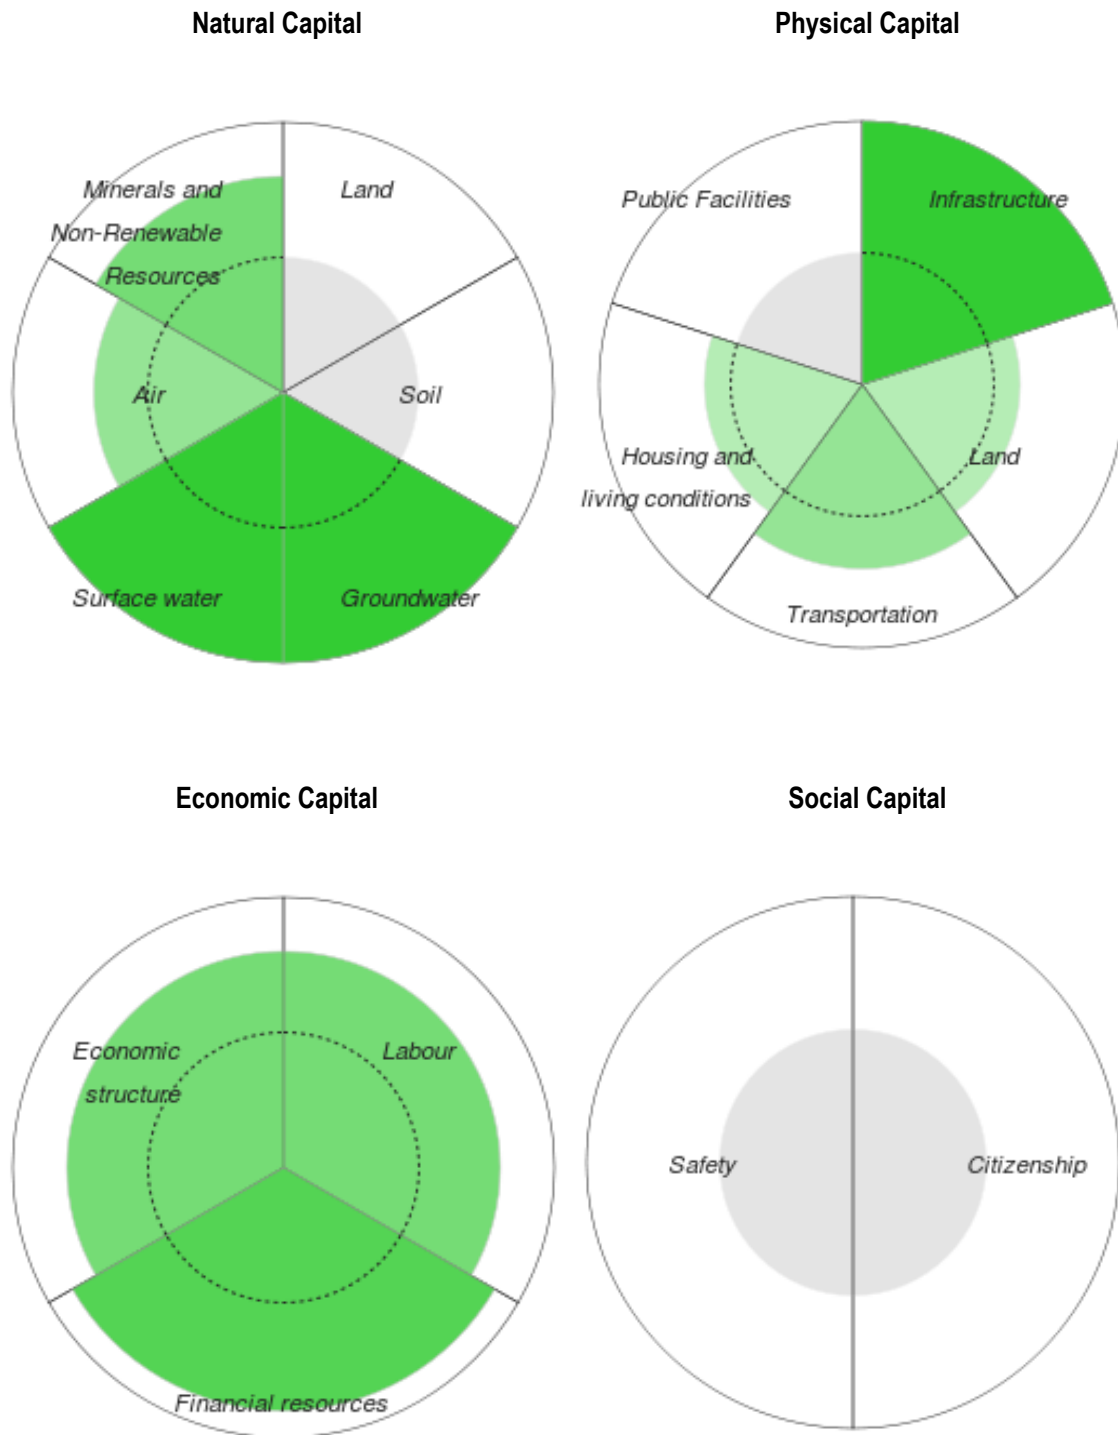 Natural Capital
Physical Capital
Minerals and
Non-Renewable
Resources
Land
Air
Soil
Surface water
Groundwater
Public Facilities
Infrastructure
Housing and
living conditions
Land
Transportation
Economic Capital
Social Capital
Economic
structure
Labour
Financial resources
Safety
Citizenship